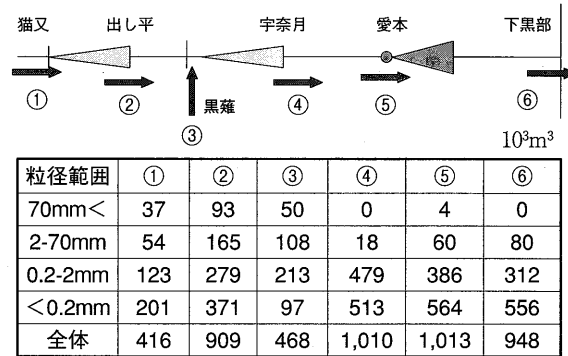 猫又 出し平 宇奈月 愛本 下黒部
① ② ③ 黒薙 ④ ⑤ ⑥
10³m³
粒径範囲 ① ② ③ ④ ⑤ ⑥
70mm< 37 93 50 0 4 0
2-70mm 54 165 108 18 60 80
0.2-2mm 123 279 213 479 386 312
<0.2mm 201 371 97 513 564 556
全体 416 909 468 1,010 1,013 948